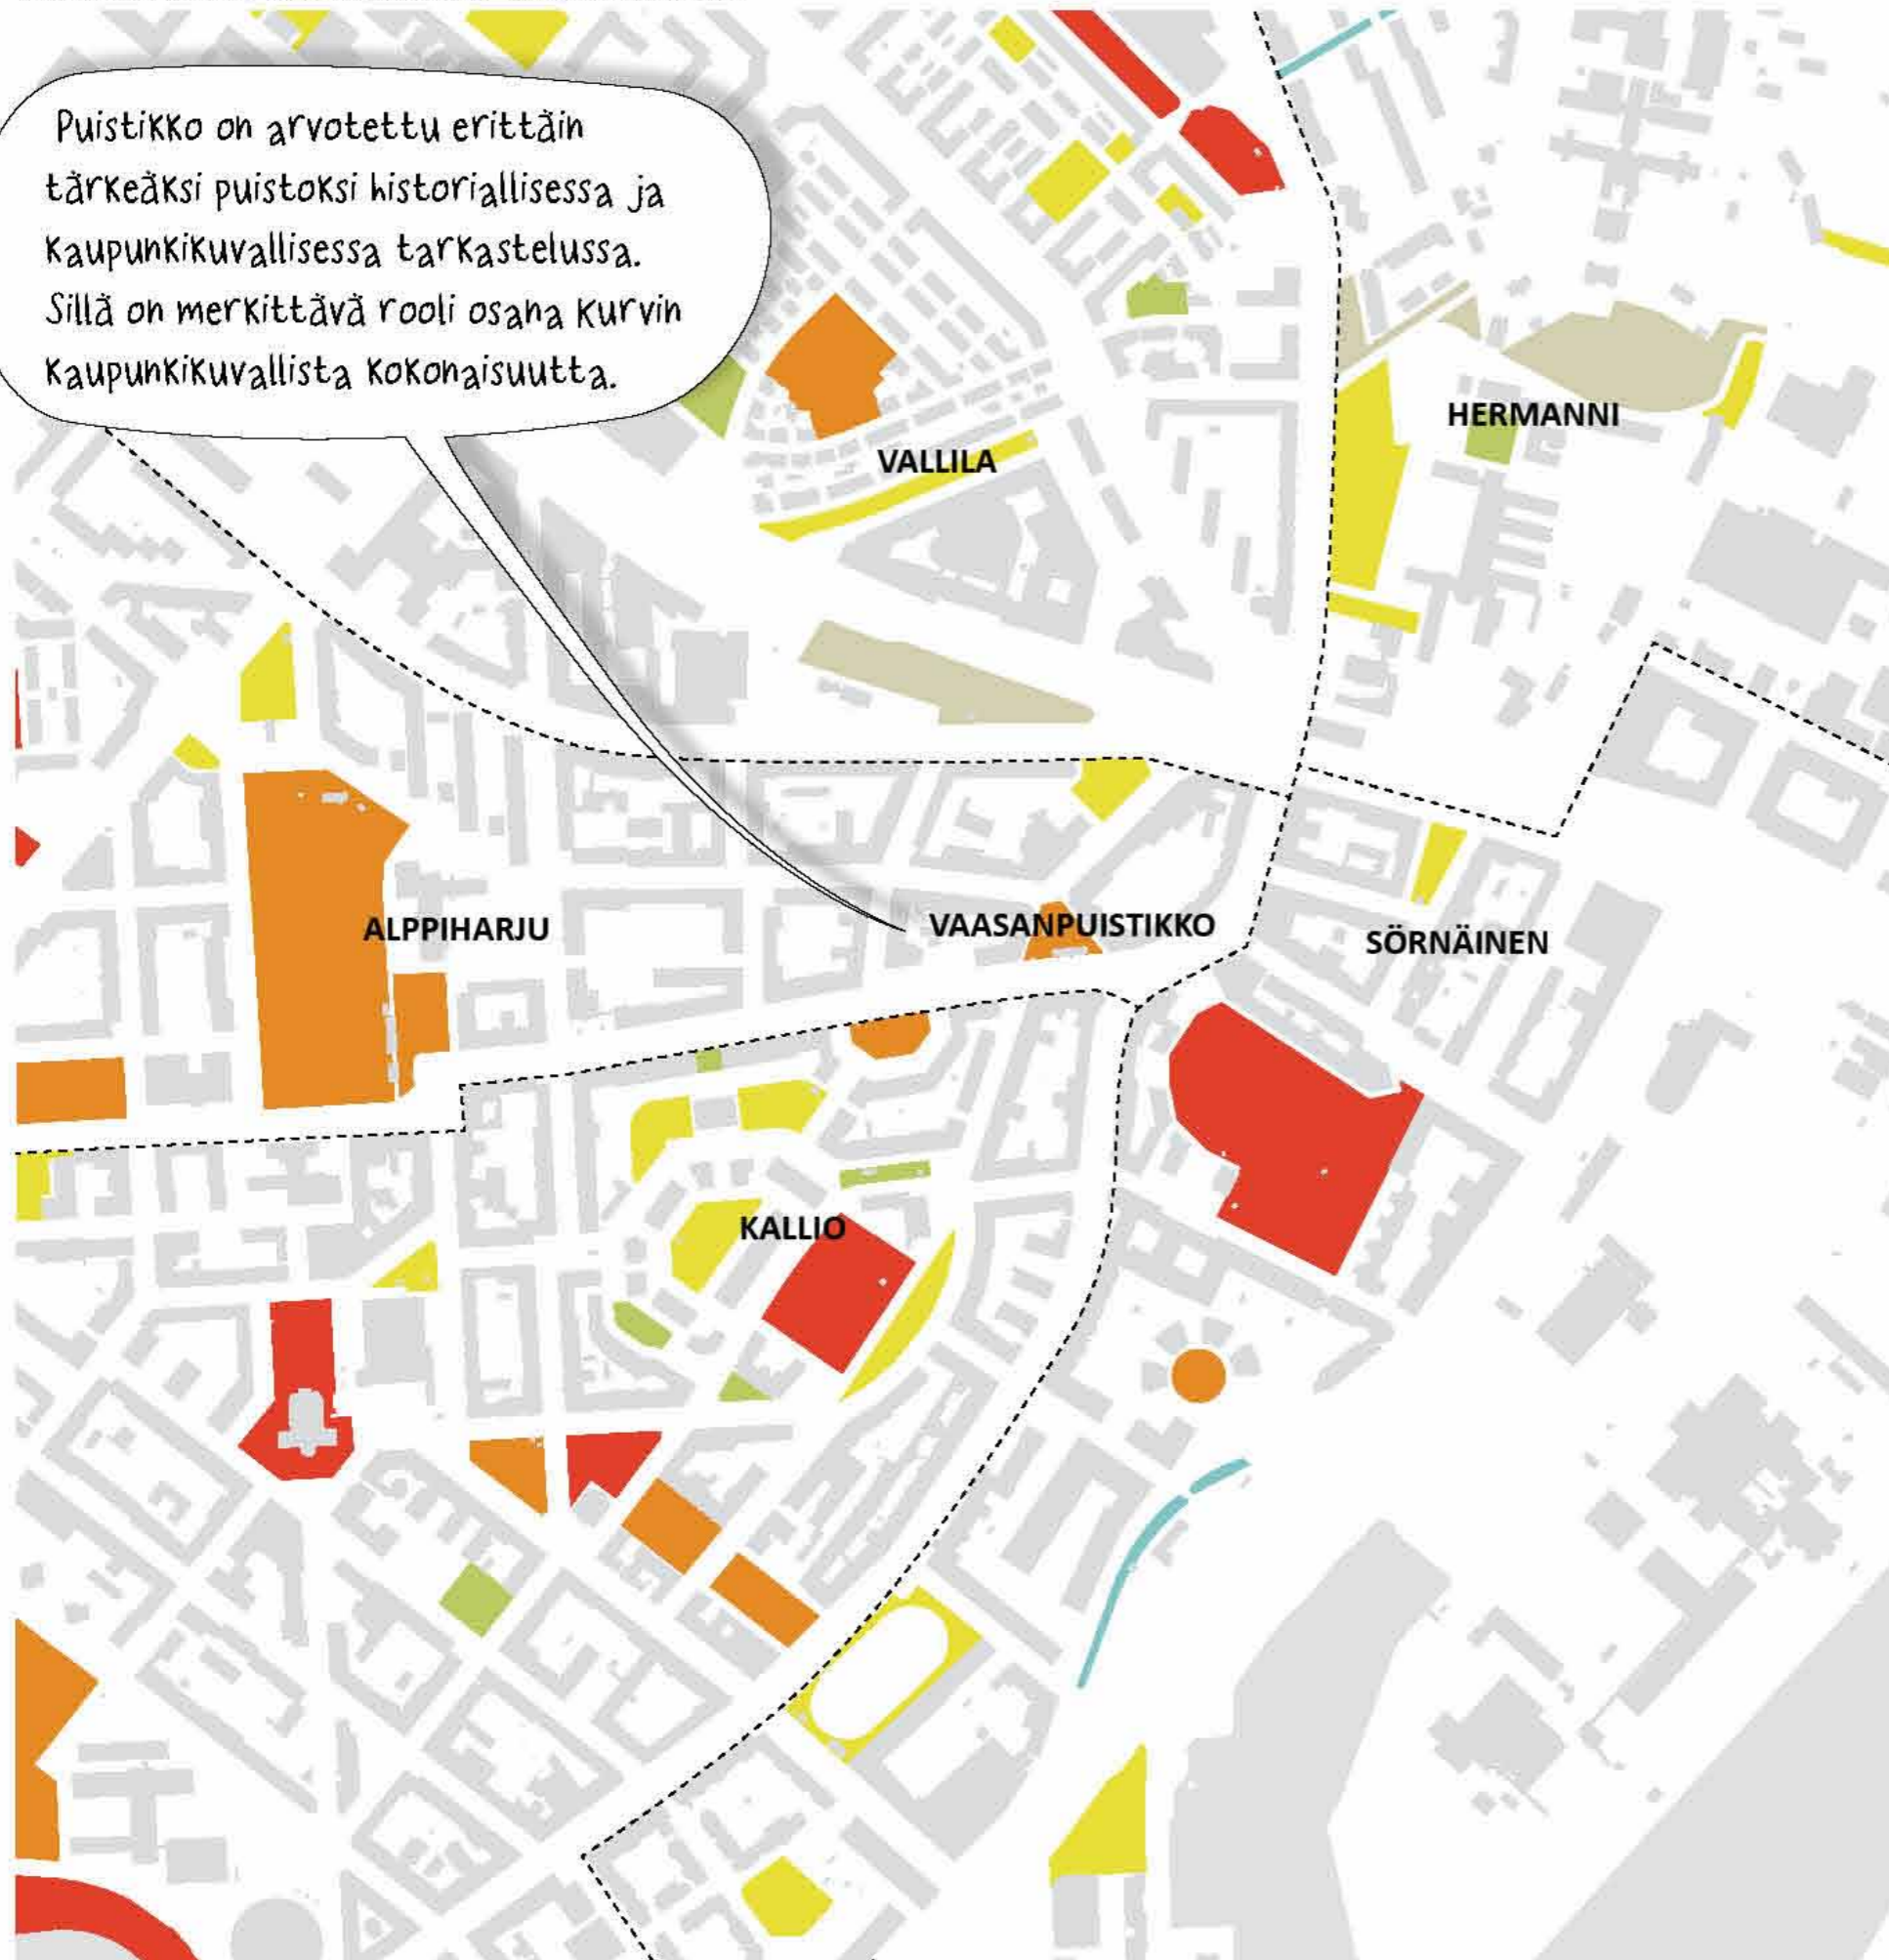 Puistikko on arvotettu erittäin
tärkeäksi puistoksi historiallisessa ja
kaupunkikuvallisessa tarkastelussa.
Sillä on merkittävä rooli osana Kurvin
kaupunkikuvallista kokonaisuutta.
VALLILA
HERMANNI
ALPPIHARJU
VAASANPUISTIKKO
SÖRNÄINEN
KALLIO